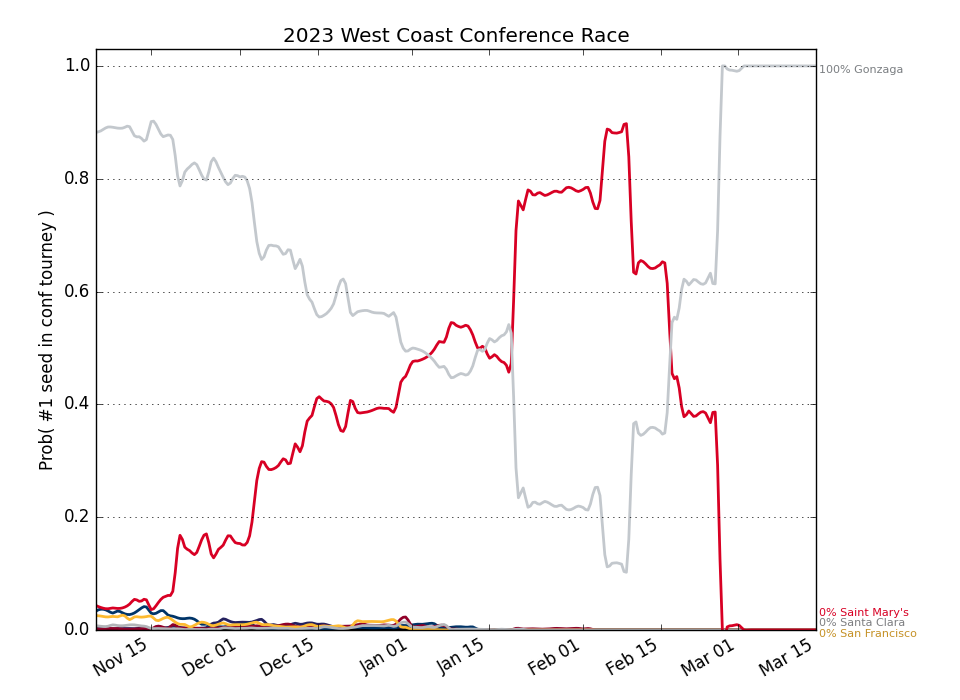 2023 West Coast Conference Race
Prob( #1 seed in conf tourney )
1.0
0.8
0.6
0.4
0.2
0.0
100% Gonzaga
0% Saint Mary's
0% Santa Clara
0% San Francisco
Nov 15
Dec 01
Dec 15
Jan 01
Jan 15
Feb 01
Feb 15
Mar 01
Mar 15